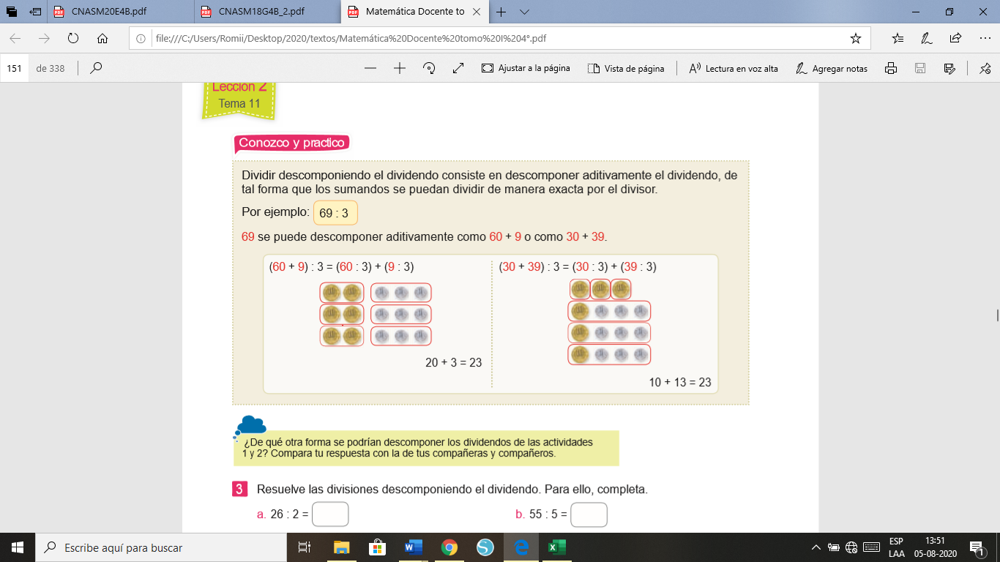 CNASM20E4B.pdf
CNASM18G4B_2.pdf
Matemática Docente to
file:///C:/Users/Romii/Desktop/2020/textos/Matemática%20Docente%20tomo%20I%204°.pdf
151 de 338
Ajustar a la página
Vista de página
Lectura en voz alta
Agregar notas
Lección 2
Tema 11
Conozco y practico
Dividir descomponiendo el dividendo consiste en descomponer aditivamente el dividendo, de
tal forma que los sumandos se puedan dividir de manera exacta por el divisor.
Por ejemplo: 69 : 3
69 se puede descomponer aditivamente como 60 + 9 o como 30 + 39.
(60 + 9) : 3 = (60 : 3) + (9 : 3)
20 + 3 = 23
(30 + 39) : 3 = (30 : 3) + (39 : 3)
10 + 13 = 23
¿De qué otra forma se podrían descomponer los dividendos de las actividades
1 y 2? Compara tu respuesta con la de tus compañeras y compañeros.
3 Resuelve las divisiones descomponiendo el dividendo. Para ello, completa.
a. 26 : 2 =
b. 55 : 5 =
Escribe aquí para buscar
ESP
LAA
13:51
05-08-2020
1